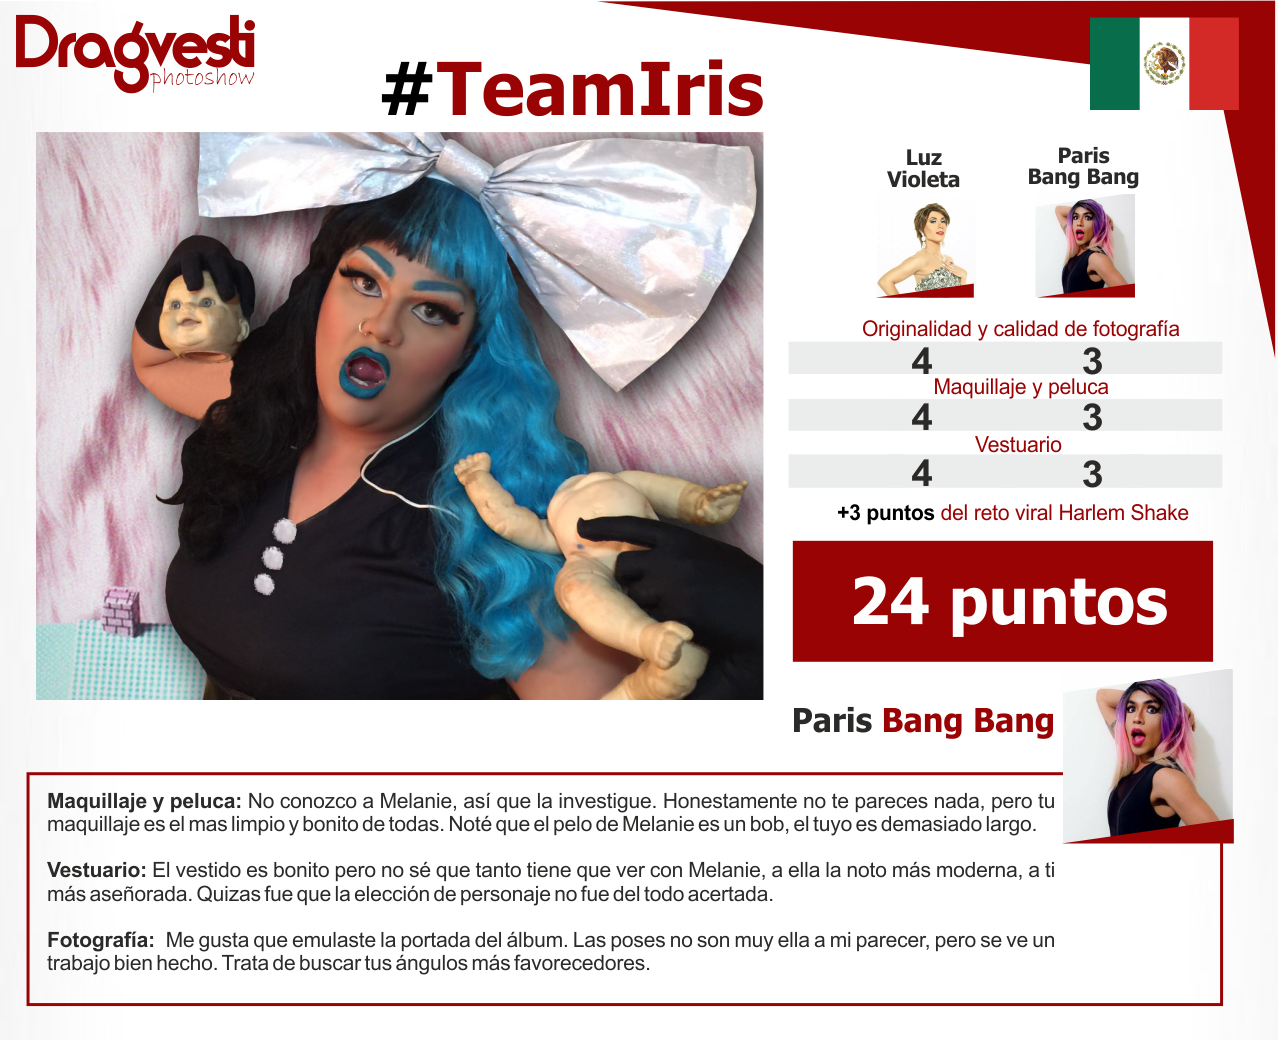 Dragvesti
photoshow
#TeamIris
Luz
Violeta
Paris
Bang Bang
Originalidad y calidad de fotografía
4 3
Maquillaje y peluca
4 3
Vestuario
4 3
+3 puntos del reto viral Harlem Shake
24 puntos
Paris Bang Bang
Maquillaje y peluca: No conozco a Melanie, así que la investigue. Honestamente no te pareces nada, pero tu
maquillaje es el mas limpio y bonito de todas. Noté que el pelo de Melanie es un bob, el tuyo es demasiado largo.
Vestuario: El vestido es bonito pero no sé que tanto tiene que ver con Melanie, a ella la noto más moderna, a ti
más aseñorada. Quizas fue que la elección de personaje no fue del todo acertada.
Fotografía: Me gusta que emulaste la portada del álbum. Las poses no son muy ella a mi parecer, pero se ve un
trabajo bien hecho. Trata de buscar tus ángulos más favorecedores.